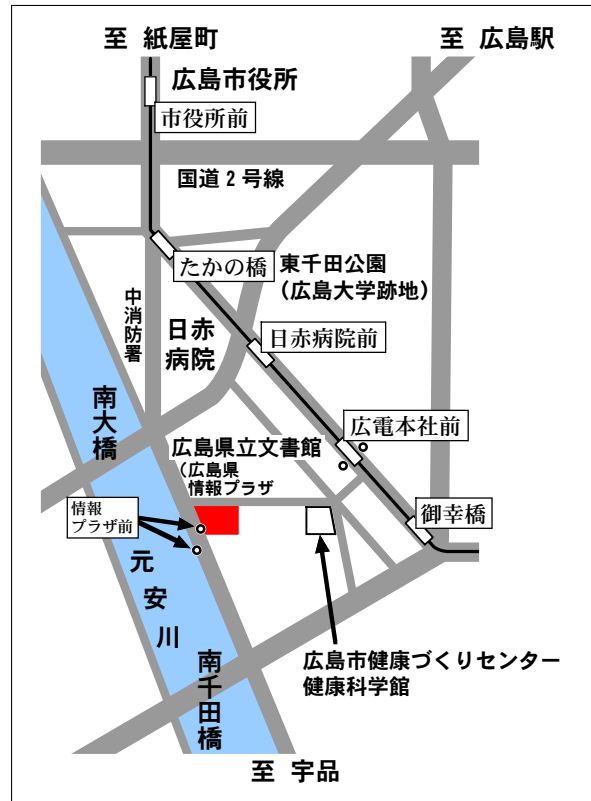 至 紙屋町
至 広島駅
広島市役所
市役所前
国道2号線
たかの橋
東千田公園
(広島大学跡地)
中消防署
日赤
病院
日赤病院前
南大橋
広電本社前
広島県立文書館
(広島県
情報プラザ
情報
プラザ前
御幸橋
元安川
広島市健康づくりセンター
健康科学館
南千田橋
至 宇品